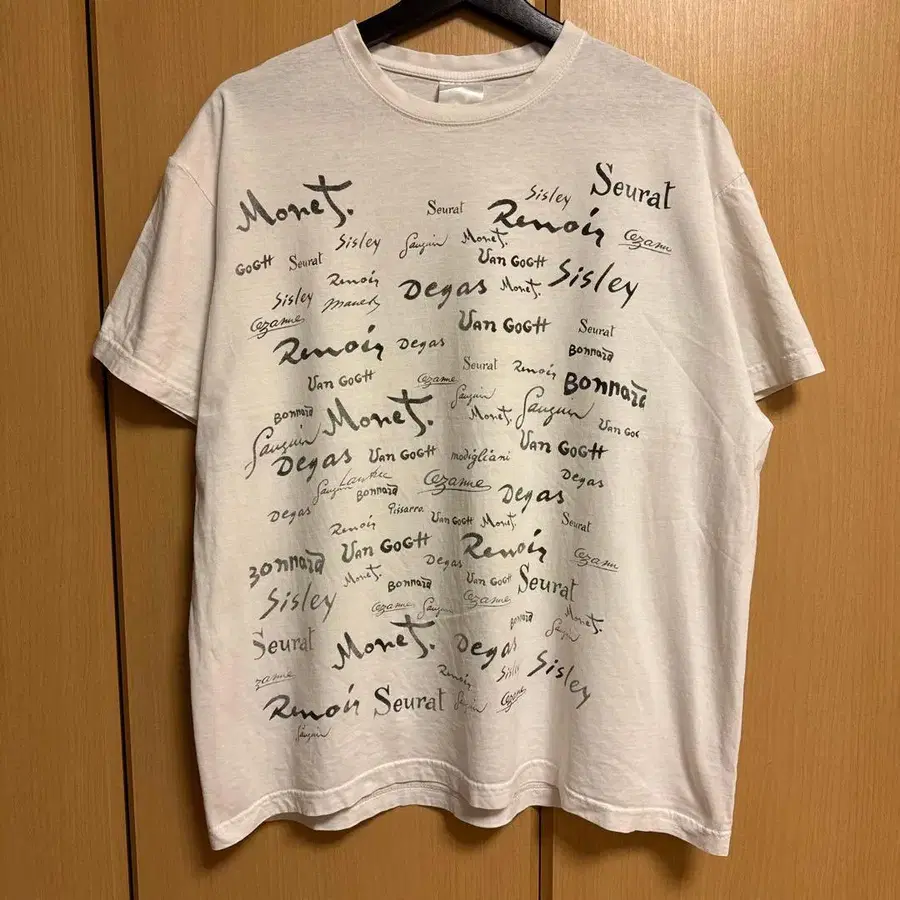 Sisley Seurat
Monet. Seurat Renoir
Sisley Gauguin Monet. Cezanne
GOGH Seurat Van GOGH
Sisley Renoir Degas Monet. Sisley
Cezanne Manet
Van GOGH Seurat
Renoir Degas Bonnard
Seurat Renoir
Van GOGH Cezanne Bonnard
Bonnard Monet. Gauguin Monet. Gauguin
Gauguin Van GO
Degas Van GOGH modigliani Van GOGH
Gauguin Cezanne Degas
Bonnard Degas
Degas Pissarro
Renoir Van GOGH Monet. Seurat
Bonnard Van GOGH Degas Renoir Cezanne
Monet. Bonnard Van GOGH Seurat
Sisley Cezanne Gauguin Cezanne
Bonnard Monet.
Seurat Monet. Degas
zanne Renoir Sisley Sisley
Renoir Seurat Cezanne
Gauguin